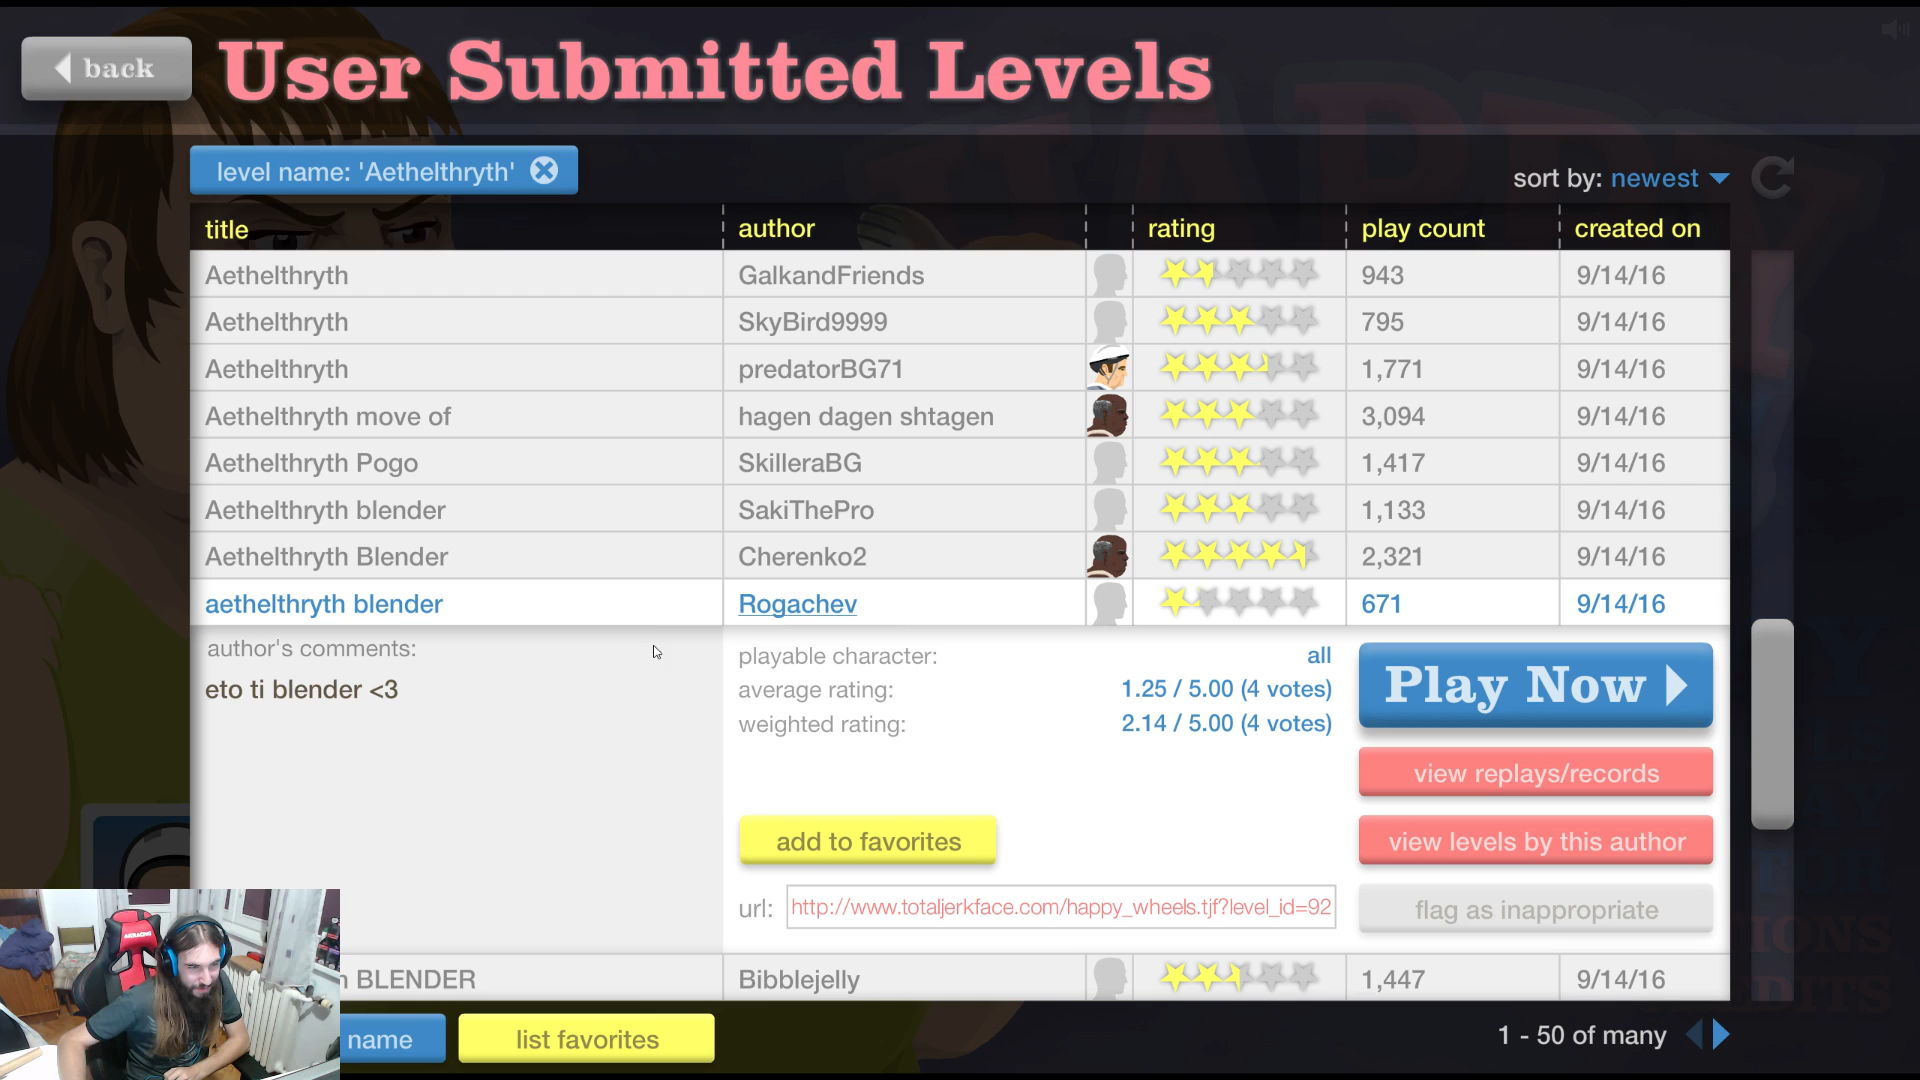 back
User Submitted Levels
level name: 'Aethelthryth'
sort by: newest
title author rating play count created on
Aethelthryth GalkandFriends 943 9/14/16
Aethelthryth SkyBird9999 795 9/14/16
Aethelthryth predatorBG71 1,771 9/14/16
Aethelthryth move of hagen dagen shtagen 3,094 9/14/16
Aethelthryth Pogo SkilleraBG 1,417 9/14/16
Aethelthryth blender SakiThePro 1,133 9/14/16
Aethelthryth Blender Cherenko2 2,321 9/14/16
aethelthryth blender Rogachev 671 9/14/16
author's comments:
eto ti blender <3
playable character: all
average rating: 1.25 / 5.00 (4 votes)
weighted rating: 2.14 / 5.00 (4 votes)
Play Now
view replays/records
add to favorites
view levels by this author
url: http://www.totaljerkface.com/happy_wheels.tjf?level_id=92
flag as inappropriate
BLENDER Bibblejelly 1,447 9/14/16
name
list favorites
1 - 50 of many